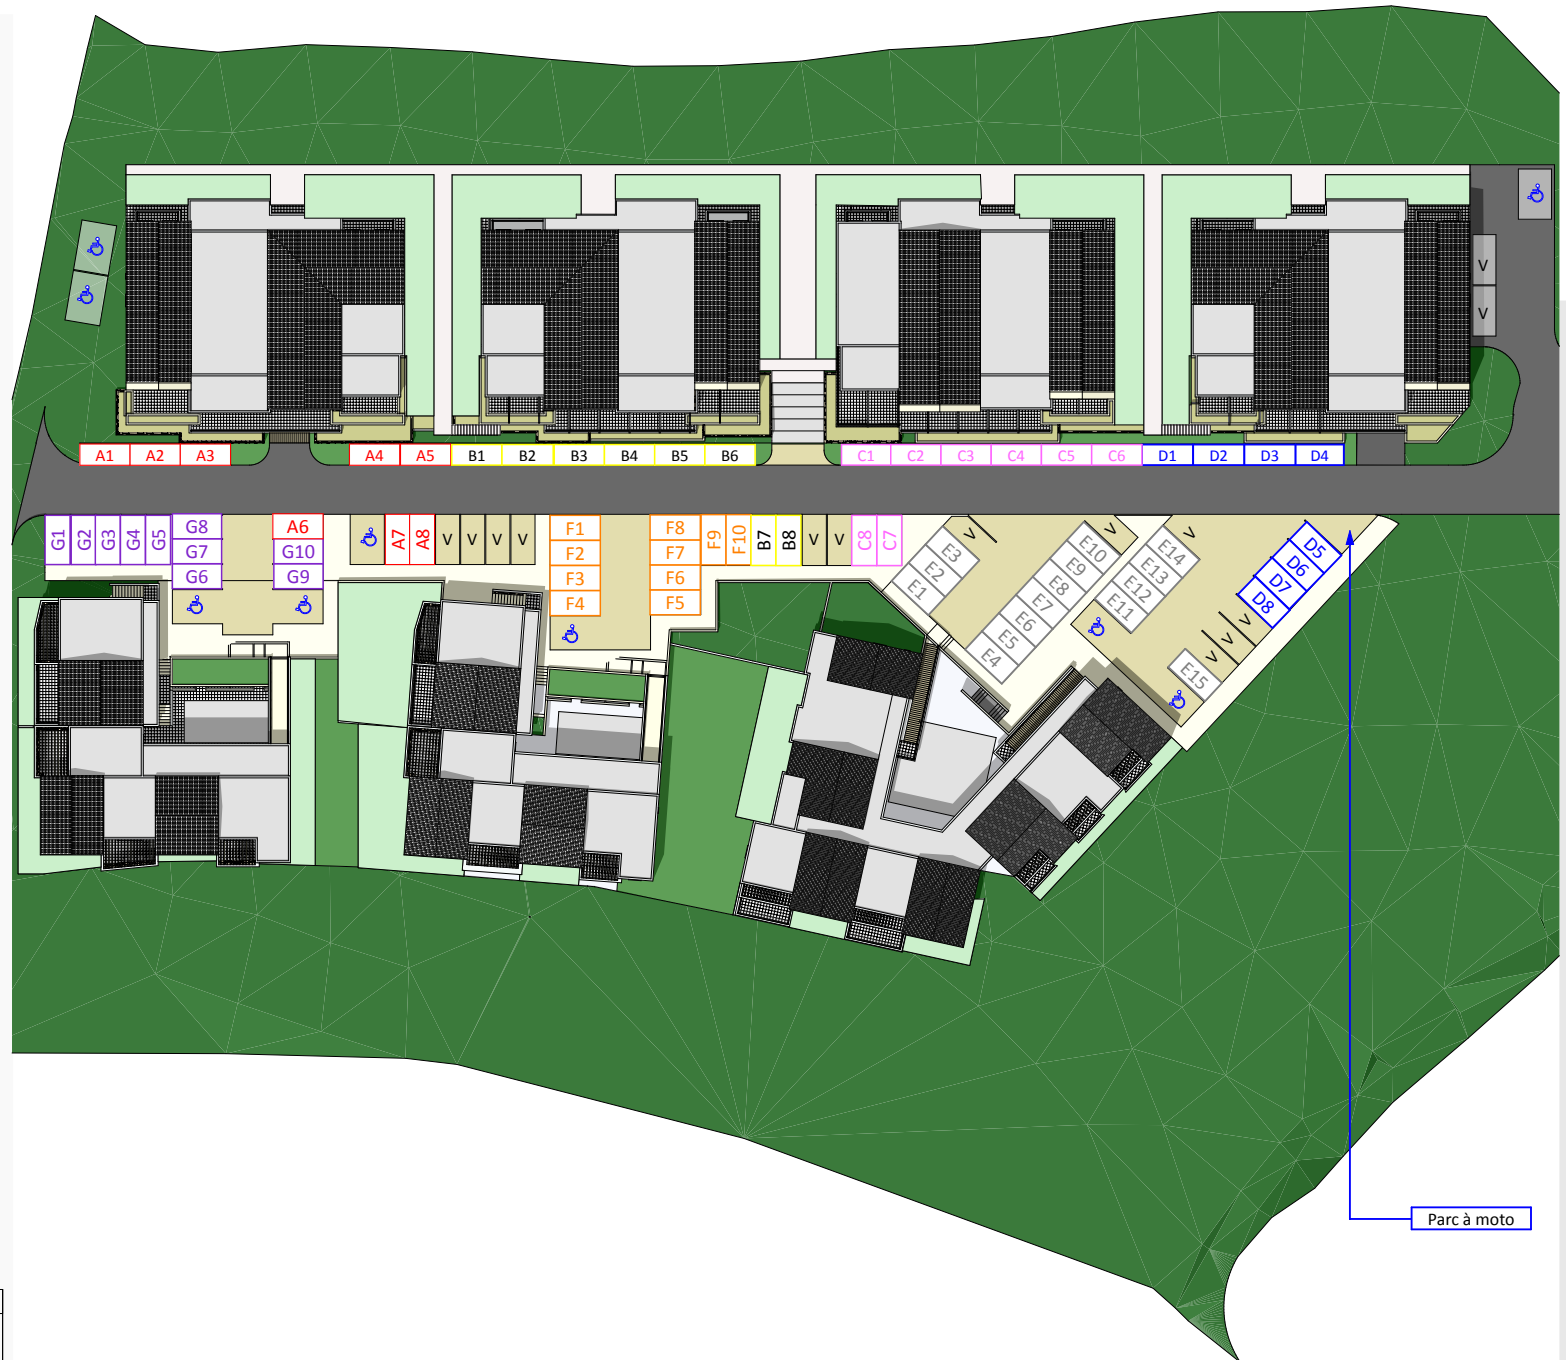 V
V
A1 A2 A3 A4 A5 B1 B2 B3 B4 B5 B6 C1 C2 C3 C4 C5 C6 D1 D2 D3 D4
G1 G2 G3 G4 G5 G8 A6 A7 A8 V V V V F1 F8 F9 F10 B7 B8 V V C8 C7
G7 G10 F2 F7
G6 G9 F3 F6
F4 F5
E3 V
E2
E1
E10 V
E9
E8
E7
E6
E5
E4
E14 V
E13
E12
E11
D5
D6
D7
D8
V
V
V
E15
Parc à moto